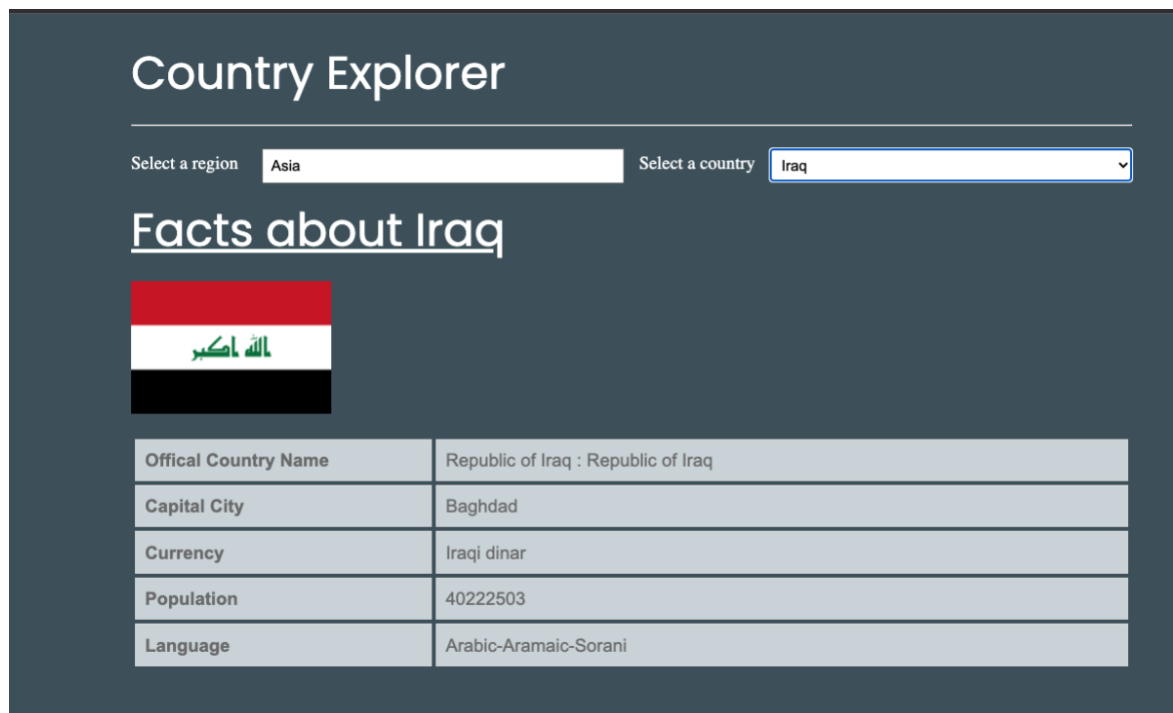 Country Explorer
Select a region Asia Select a country Iraq
Facts about Iraq
الله اكبر
Offical Country Name Republic of Iraq : Republic of Iraq
Capital City Baghdad
Currency Iraqi dinar
Population 40222503
Language Arabic-Aramaic-Sorani